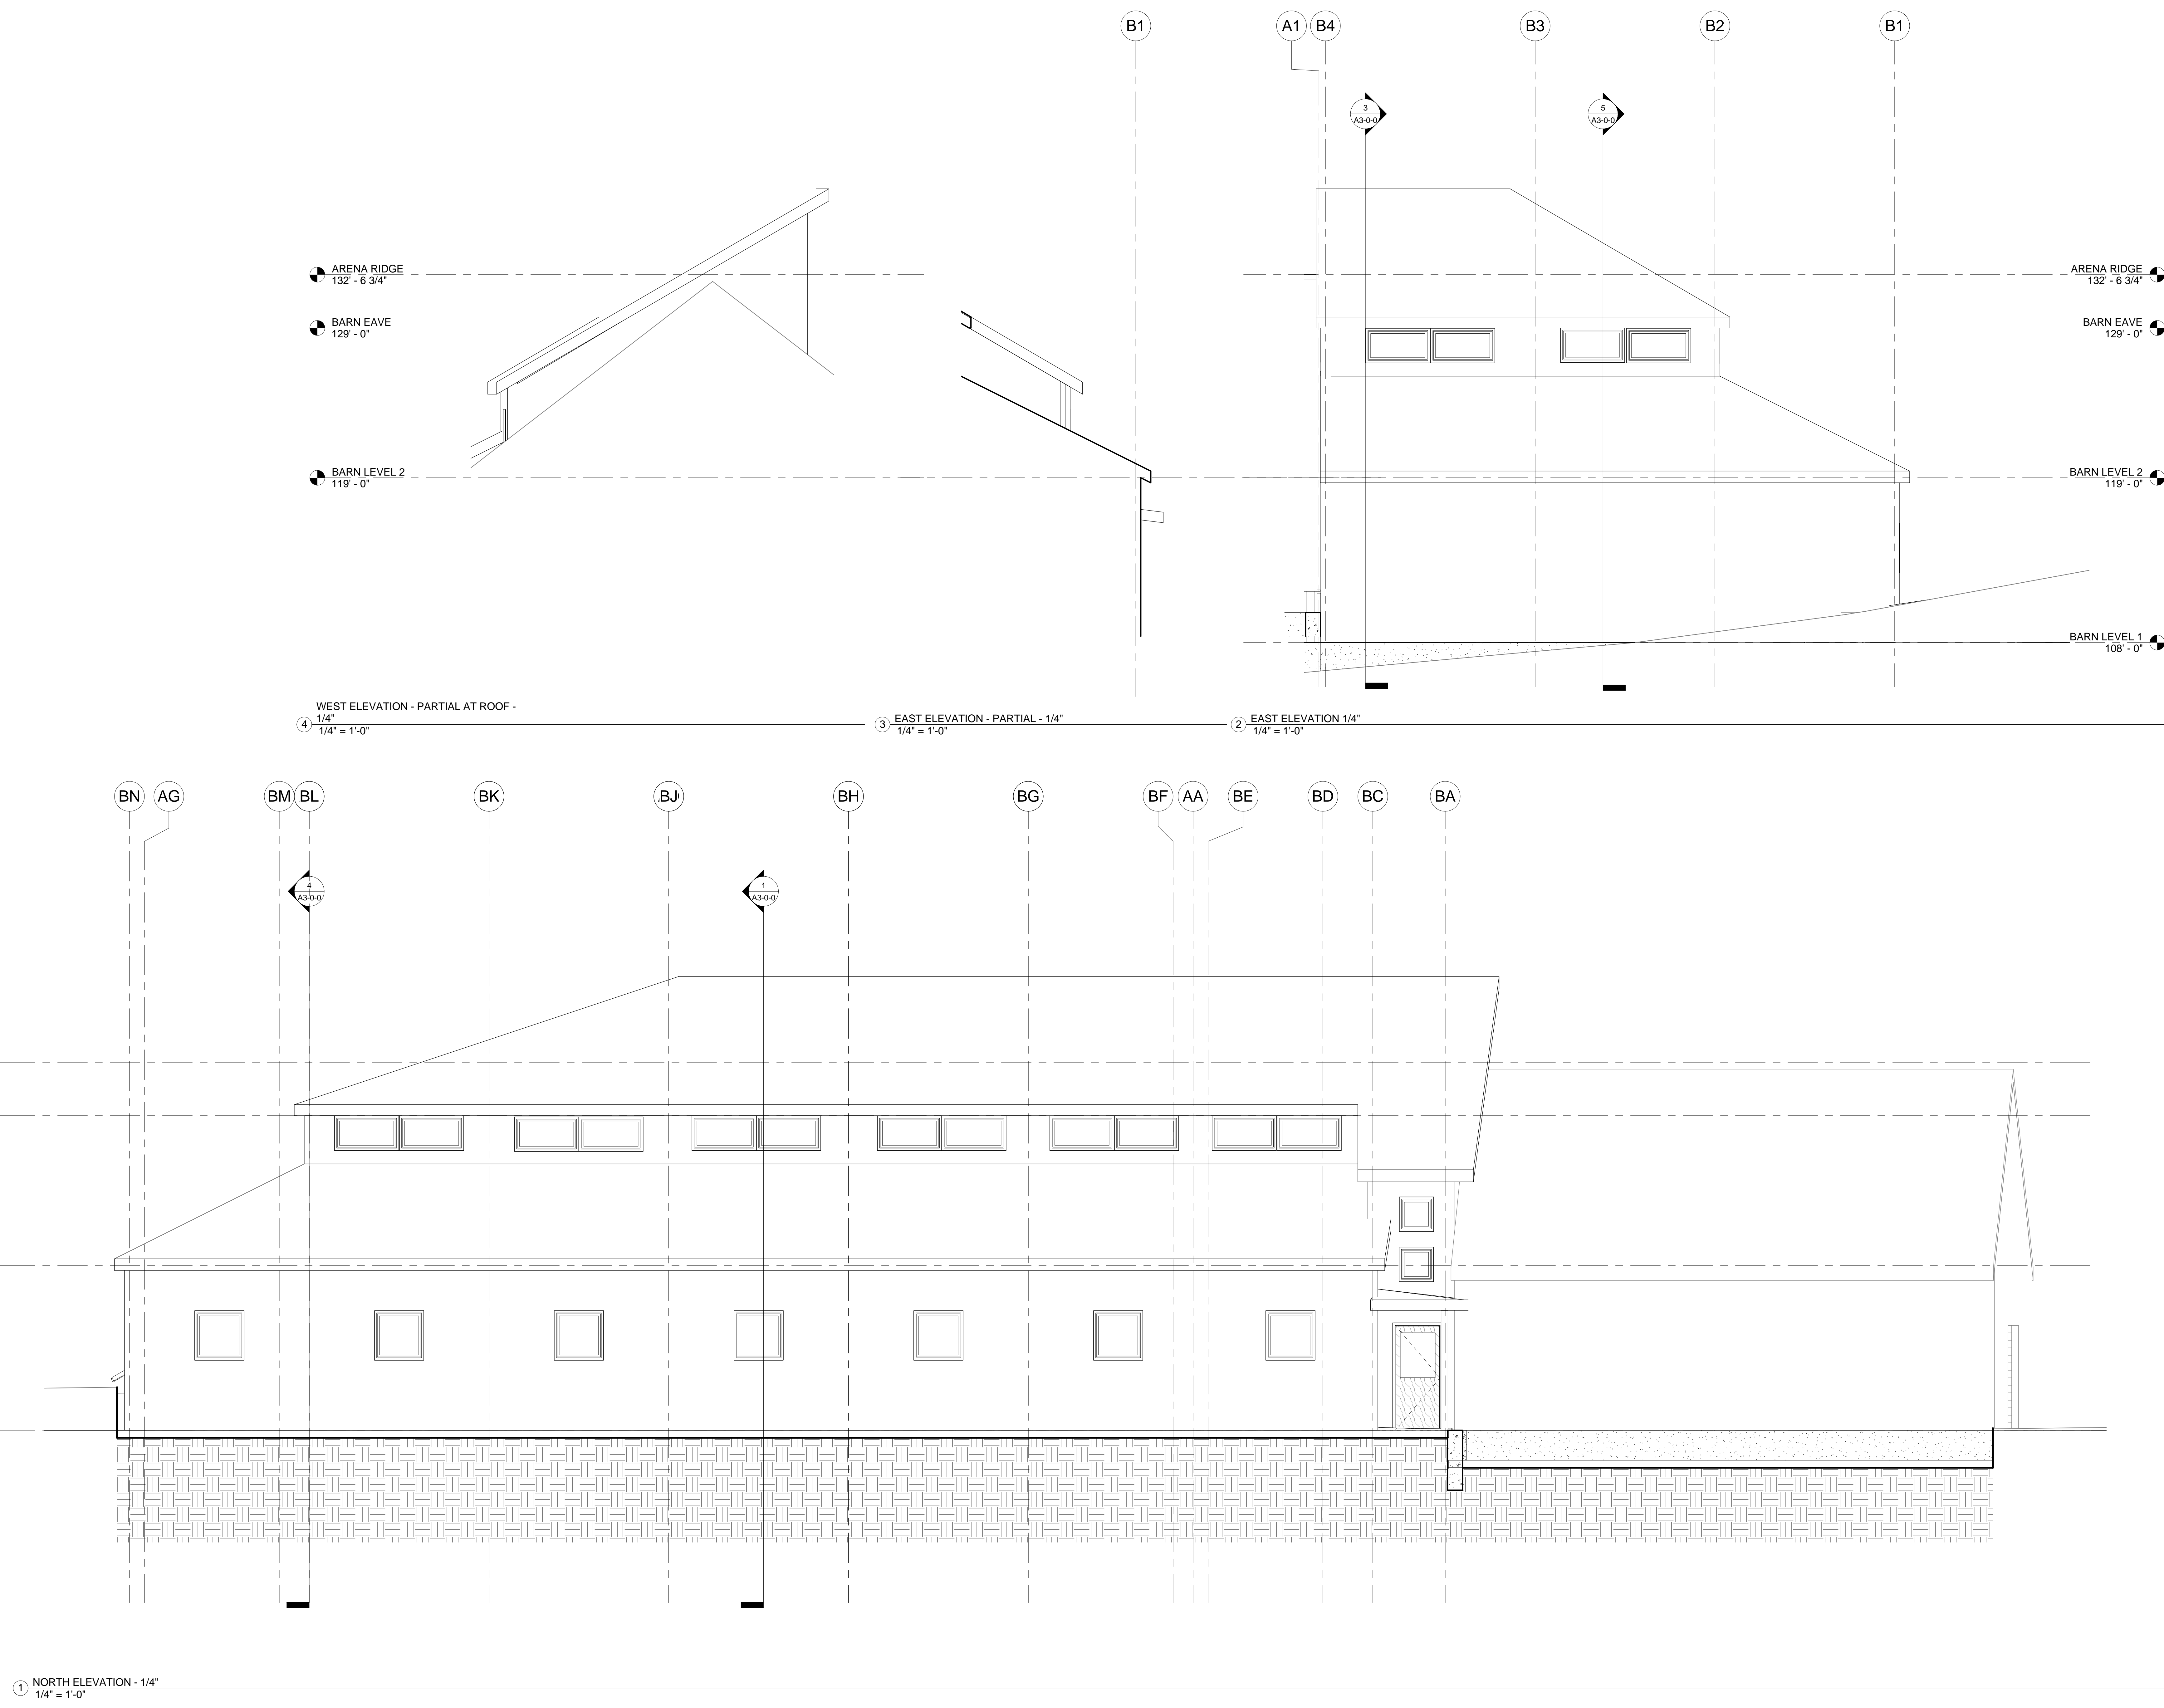 B1
A1
B4
B3
B2
B1
3
A3-0-0
5
A3-0-0
ARENA RIDGE
132' - 6 3/4"
BARN EAVE
129' - 0"
BARN LEVEL 2
119' - 0"
ARENA RIDGE
132' - 6 3/4"
BARN EAVE
129' - 0"
BARN LEVEL 2
119' - 0"
BARN LEVEL 1
108' - 0"
4
WEST ELEVATION - PARTIAL AT ROOF -
1/4"
1/4" = 1'-0"
3
EAST ELEVATION - PARTIAL - 1/4"
1/4" = 1'-0"
2
EAST ELEVATION 1/4"
1/4" = 1'-0"
BN
AG
BM
BL
BK
BJ
BH
BG
BF
AA
BE
BD
BC
BA
4
A3-0-0
1
A3-0-0
1
NORTH ELEVATION - 1/4"
1/4" = 1'-0"